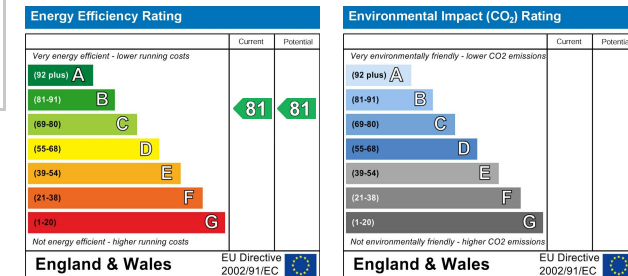 Energy Efficiency Rating
Current Potential
Very energy efficient - lower running costs
(92 plus) A
(81-91) B
81 81
(69-80) C
(55-68) D
(39-54) E
(21-38) F
(1-20) G
Not energy efficient - higher running costs
England & Wales
EU Directive
2002/91/EC
Environmental Impact (CO₂) Rating
Current Potentia
Very environmentally friendly - lower CO2 emissions
(92 plus) A
(81-91) B
(69-80) C
(55-68) D
(39-54) E
(21-38) F
(1-20) G
Not environmentally friendly - higher CO2 emissions
England & Wales
EU Directive
2002/91/EC